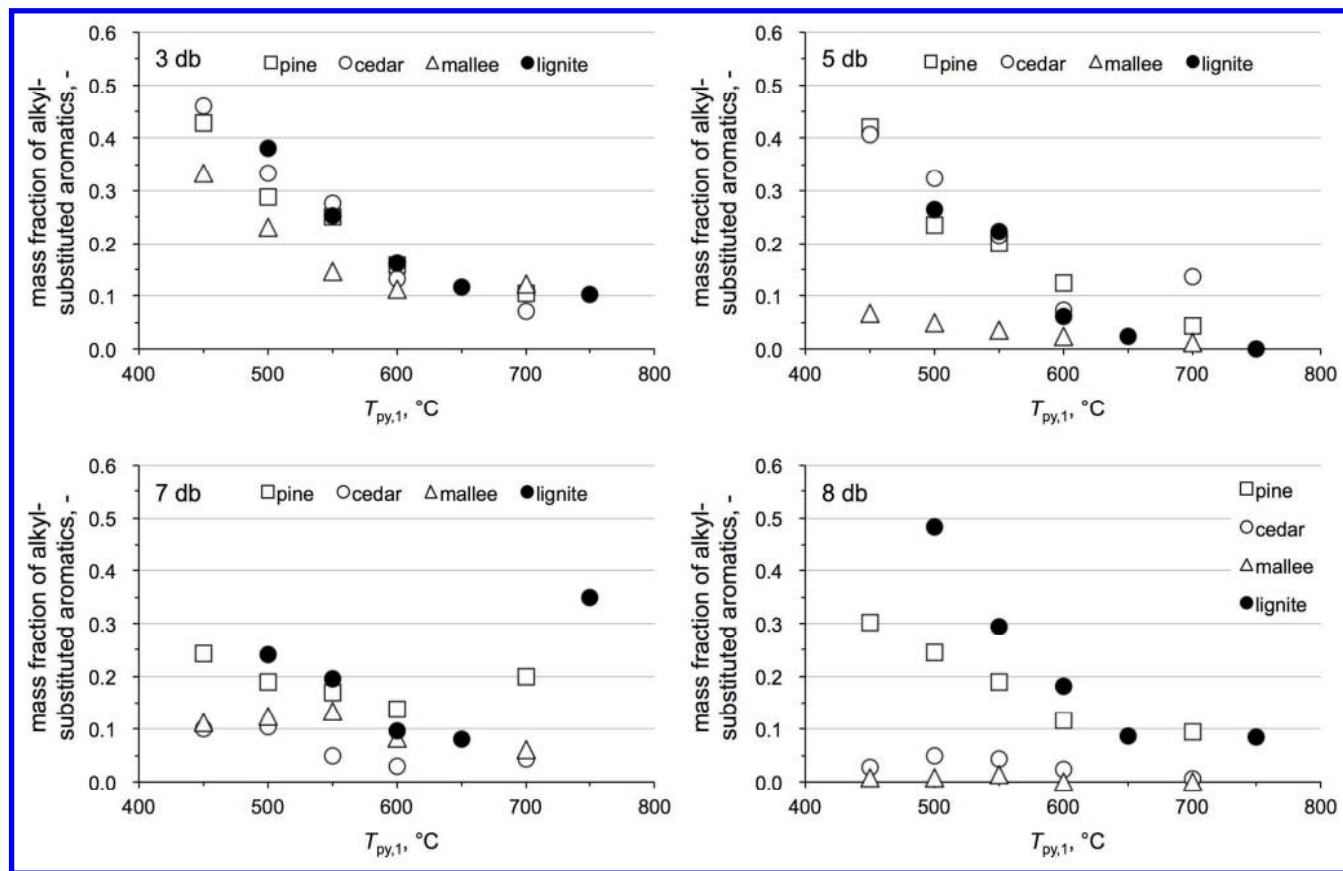 3 db
pine cedar mallee lignite
mass fraction of alkyl-
substituted aromatics, -
0.6
0.5
0.4
0.3
0.2
0.1
0.0
400 500 600 700 800
Tpy,1, °C
5 db
pine cedar mallee lignite
mass fraction of alkyl-
substituted aromatics, -
0.6
0.5
0.4
0.3
0.2
0.1
0.0
400 500 600 700 800
Tpy,1, °C
7 db
pine cedar mallee lignite
mass fraction of alkyl-
substituted aromatics, -
0.6
0.5
0.4
0.3
0.2
0.1
0.0
400 500 600 700 800
Tpy,1, °C
8 db
pine
cedar
mallee
lignite
mass fraction of alkyl-
substituted aromatics, -
0.6
0.5
0.4
0.3
0.2
0.1
0.0
400 500 600 700 800
Tpy,1, °C